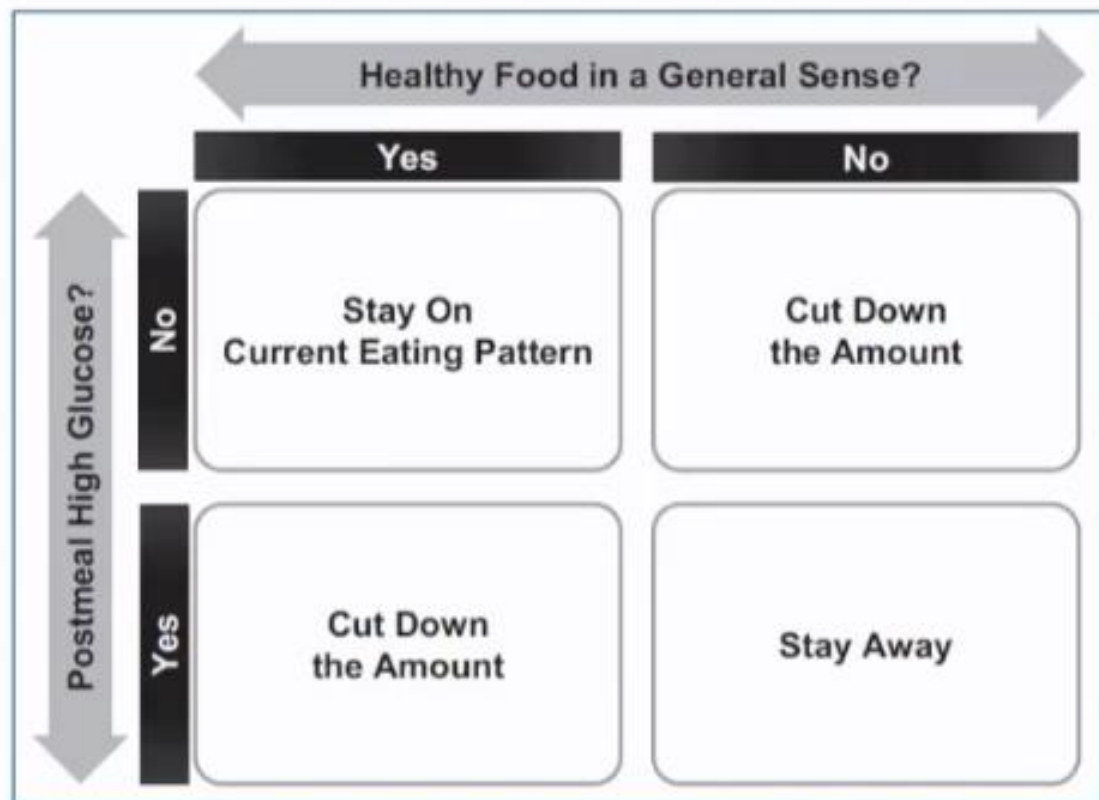 Healthy Food in a General Sense?
Yes
No
Postmeal High Glucose?
No
Stay On
Current Eating Pattern
Cut Down
the Amount
Yes
Cut Down
the Amount
Stay Away